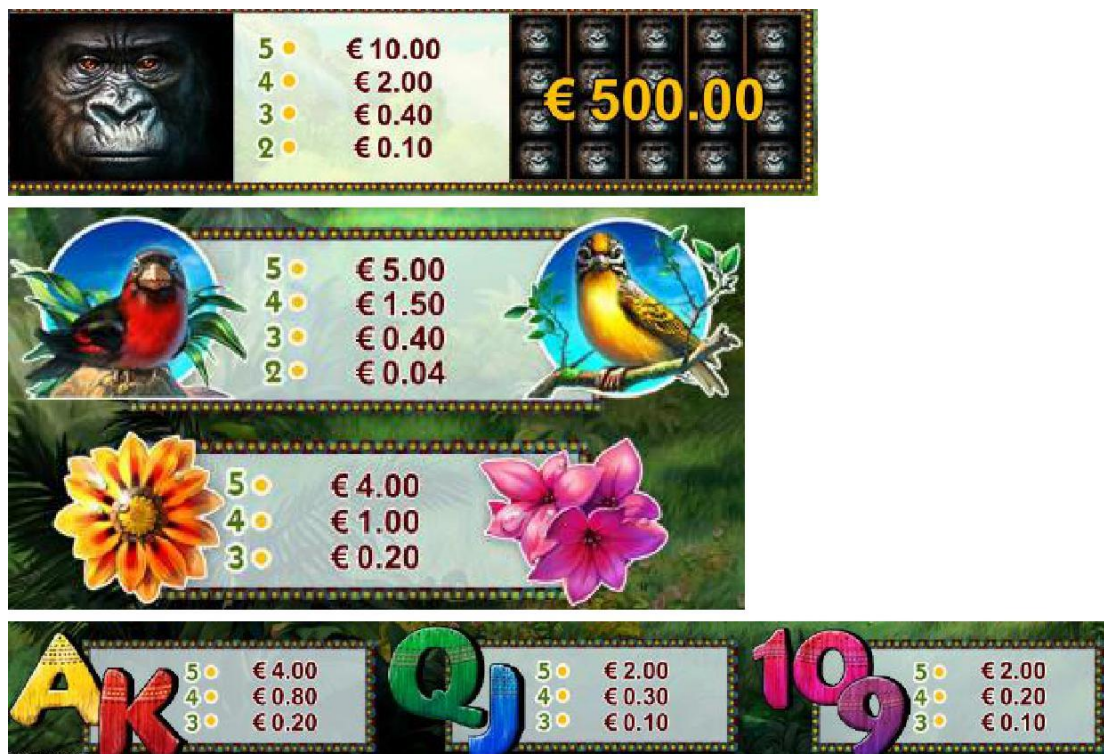 5 € 10.00
4 € 2.00
3 € 0.40
2 € 0.10
€ 500.00
5 € 5.00
4 € 1.50
3 € 0.40
2 € 0.04
5 € 4.00
4 € 1.00
3 € 0.20
A K
5 € 4.00
4 € 0.80
3 € 0.20
Q J
5 € 2.00
4 € 0.30
3 € 0.10
10 9
5 € 2.00
4 € 0.20
3 € 0.10